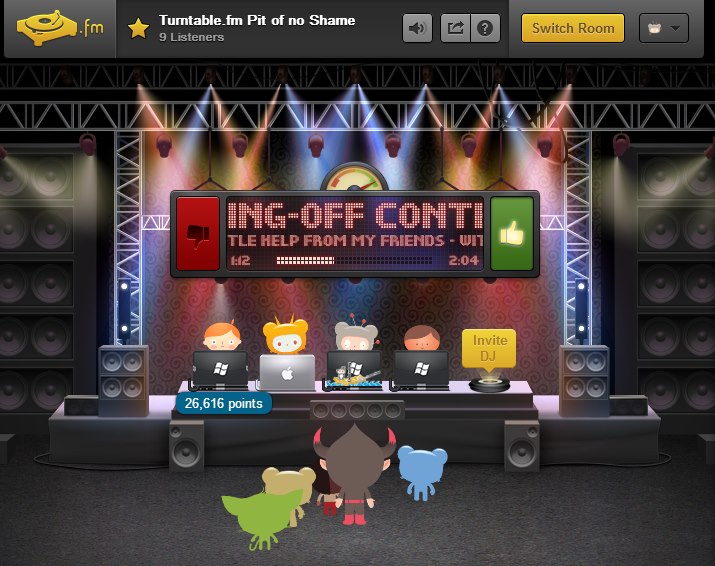 .fm
Turntable.fm Pit of no Shame
9 Listeners
?
Switch Room
ING-OFF CONTI
TLE HELP FROM MY FRIENDS - WIT
1:12
2:04
Invite
DJ
26,616 points